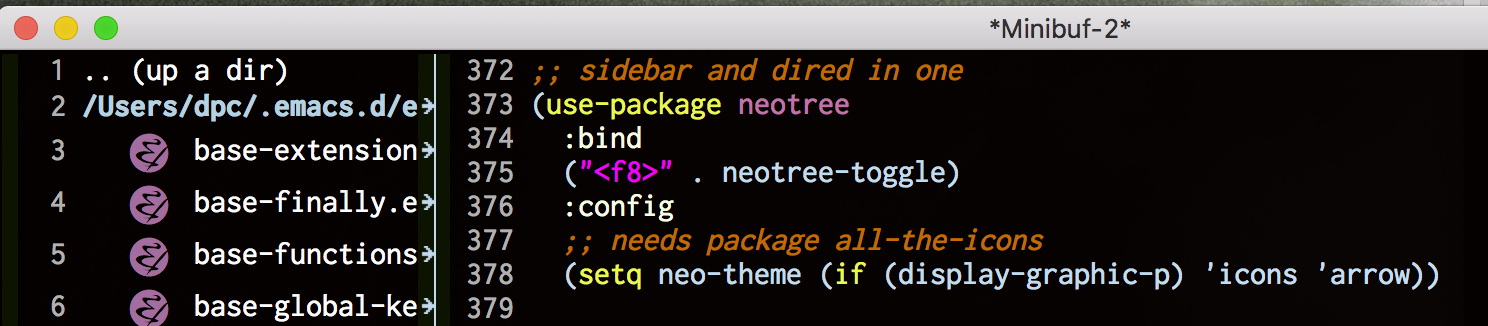 *Minibuf-2*
1 .. (up a dir)
2 /Users/dpc/.emacs.d/e
3 base-extension
4 base-finally.e
5 base-functions
6 base-global-ke
372 ;; sidebar and dired in one
373 (use-package neotree
374 :bind
375 ("<f8>" . neotree-toggle)
376 :config
377 ;; needs package all-the-icons
378 (setq neo-theme (if (display-graphic-p) 'icons 'arrow))
379